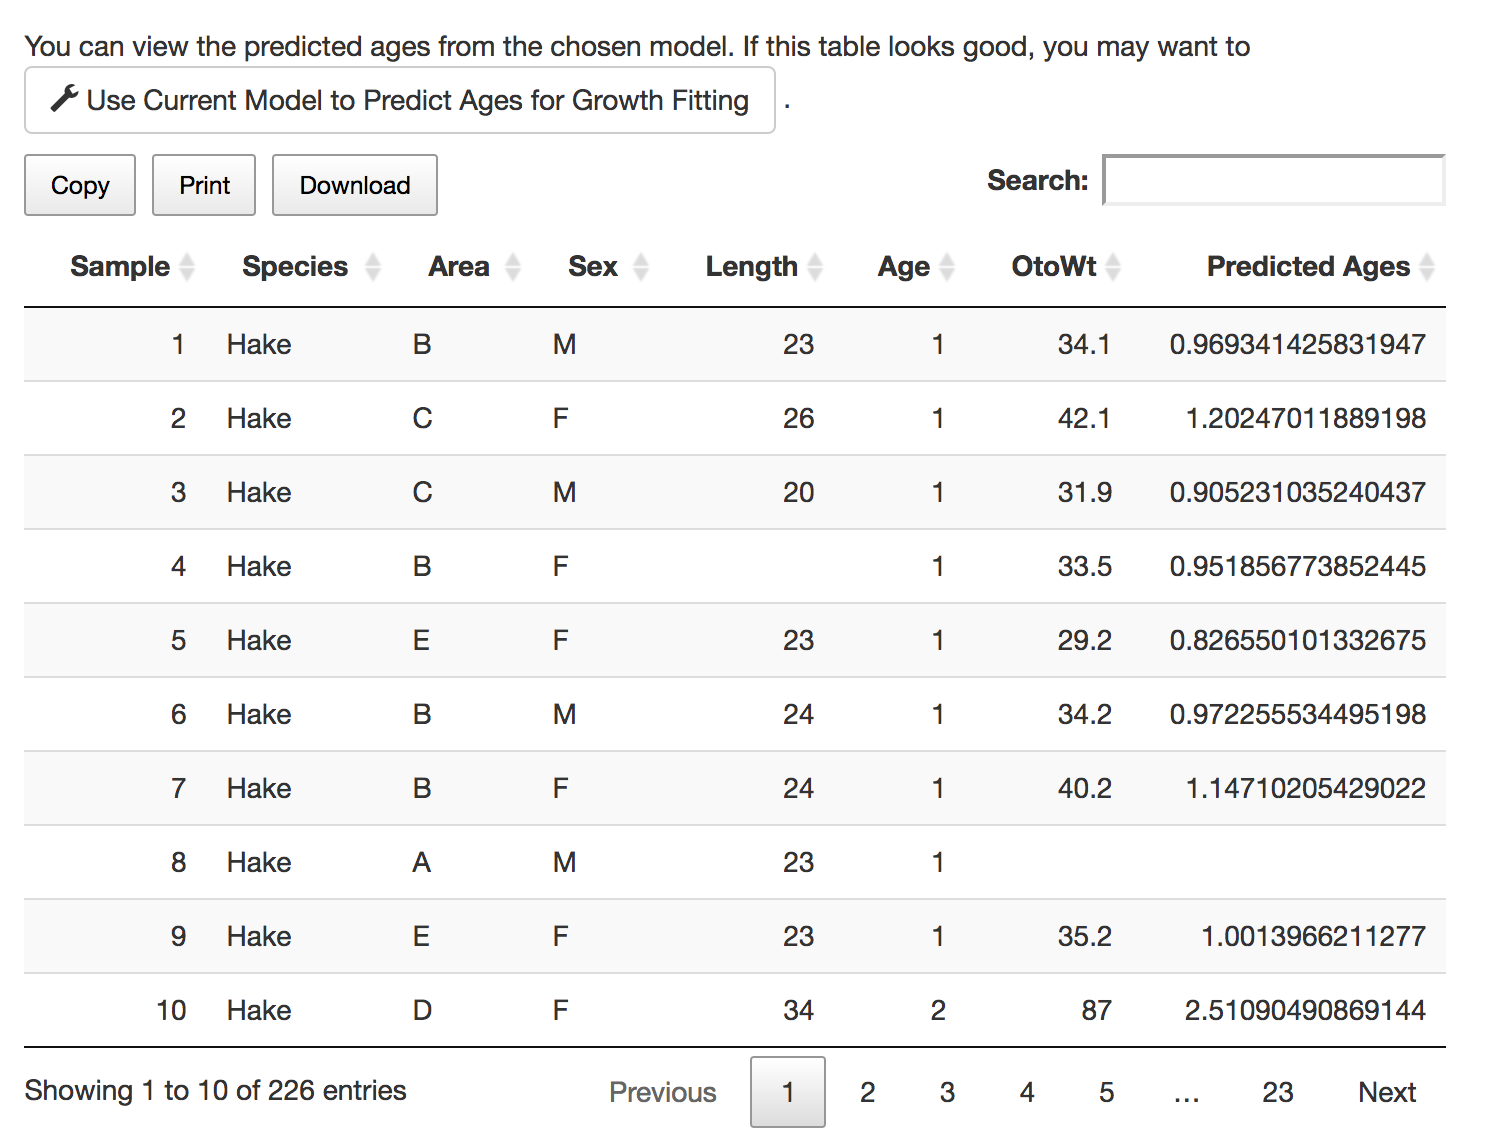 You can view the predicted ages from the chosen model. If this table looks good, you may want to
Use Current Model to Predict Ages for Growth Fitting .
Copy Print Download Search:
Sample Species Area Sex Length Age OtoWt Predicted Ages
1 Hake B M 23 1 34.1 0.969341425831947
2 Hake C F 26 1 42.1 1.20247011889198
3 Hake C M 20 1 31.9 0.905231035240437
4 Hake B F 1 33.5 0.951856773852445
5 Hake E F 23 1 29.2 0.826550101332675
6 Hake B M 24 1 34.2 0.972255534495198
7 Hake B F 24 1 40.2 1.14710205429022
8 Hake A M 23 1
9 Hake E F 23 1 35.2 1.0013966211277
10 Hake D F 34 2 87 2.51090490869144
Showing 1 to 10 of 226 entries Previous 1 2 3 4 5 ... 23 Next